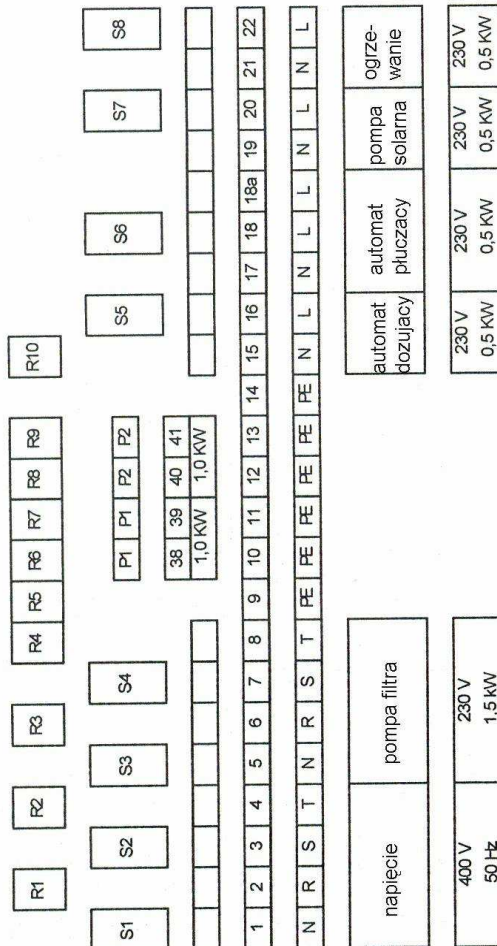 R1 R2 R3 R4 R5 R6 R7 R8 R9 R10
S1 S2 S3 S4 S5 S6 S7 S8
P1 P1 P2 P2
38 39 40 41
1,0 KW 1,0 KW
1 2 3 4 5 6 7 8 9 10 11 12 13 14 15 16 17 18 18a 19 20 21 22
N R S T N R S T PE PE PE PE PE PE N L N L L N L N L
napięcie pompa filtra automat dozujacy automat płuczacy pompa solarna ogrze-wanie
400 V 230 V 230 V 230 V 230 V 230 V
50 Hz 1,5 kW 0,5 KW 0,5 KW 0,5 KW 0,5 KW